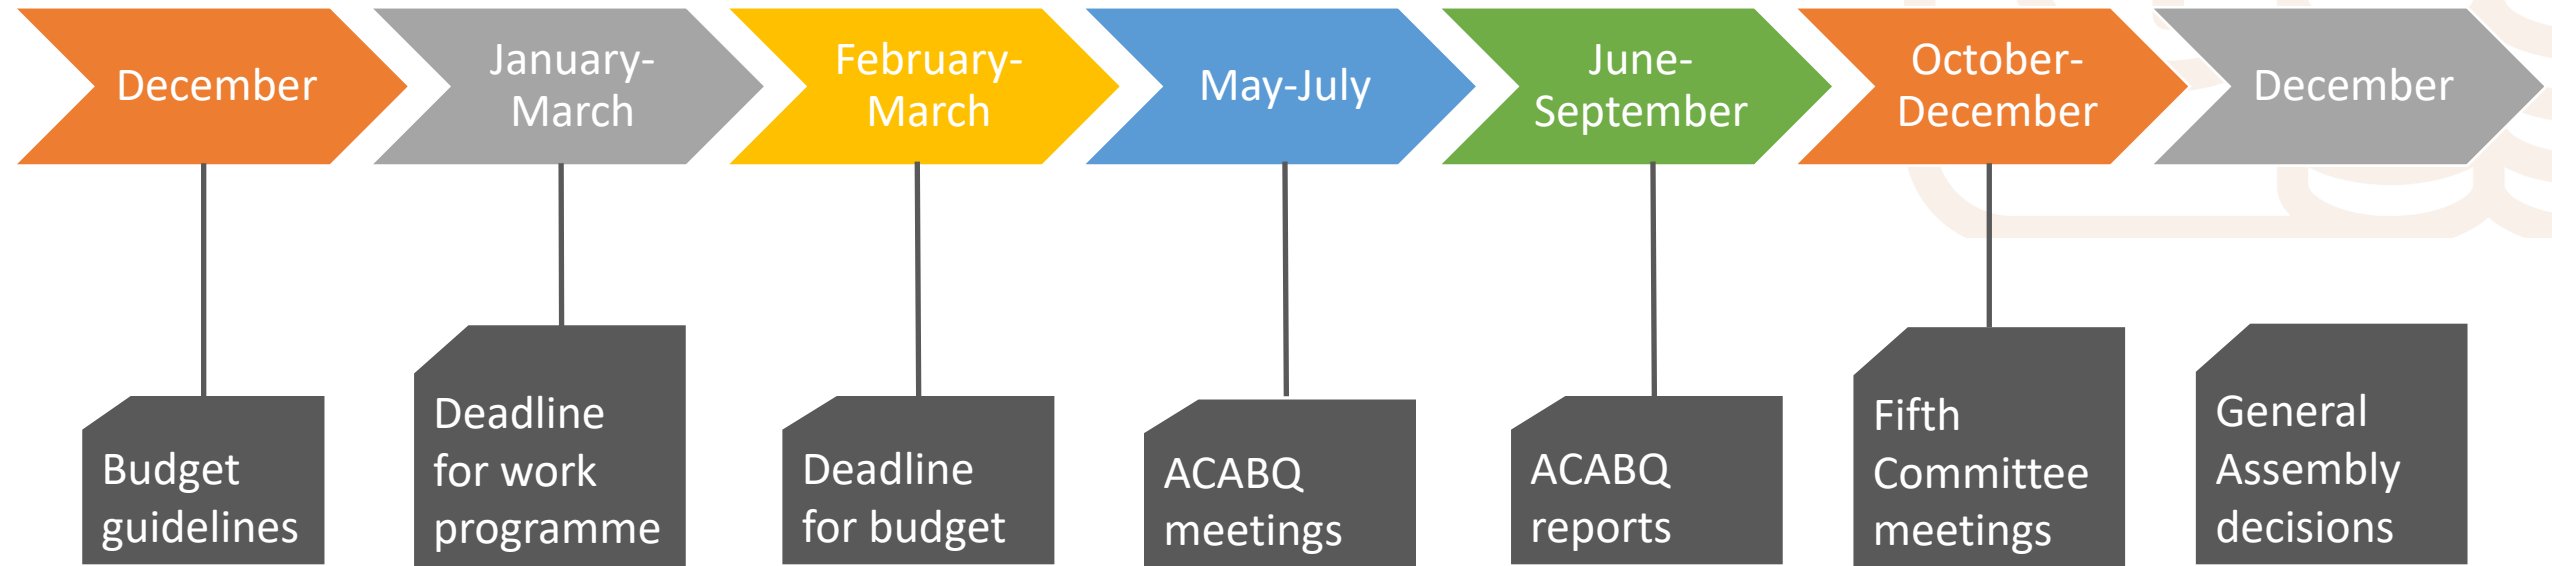 December
January-
March
February-
March
May-July
June-
September
October-
December
December
Budget
guidelines
Deadline
for work
programme
Deadline
for budget
ACABQ
meetings
ACABQ
reports
Fifth
Committee
meetings
General
Assembly
decisions